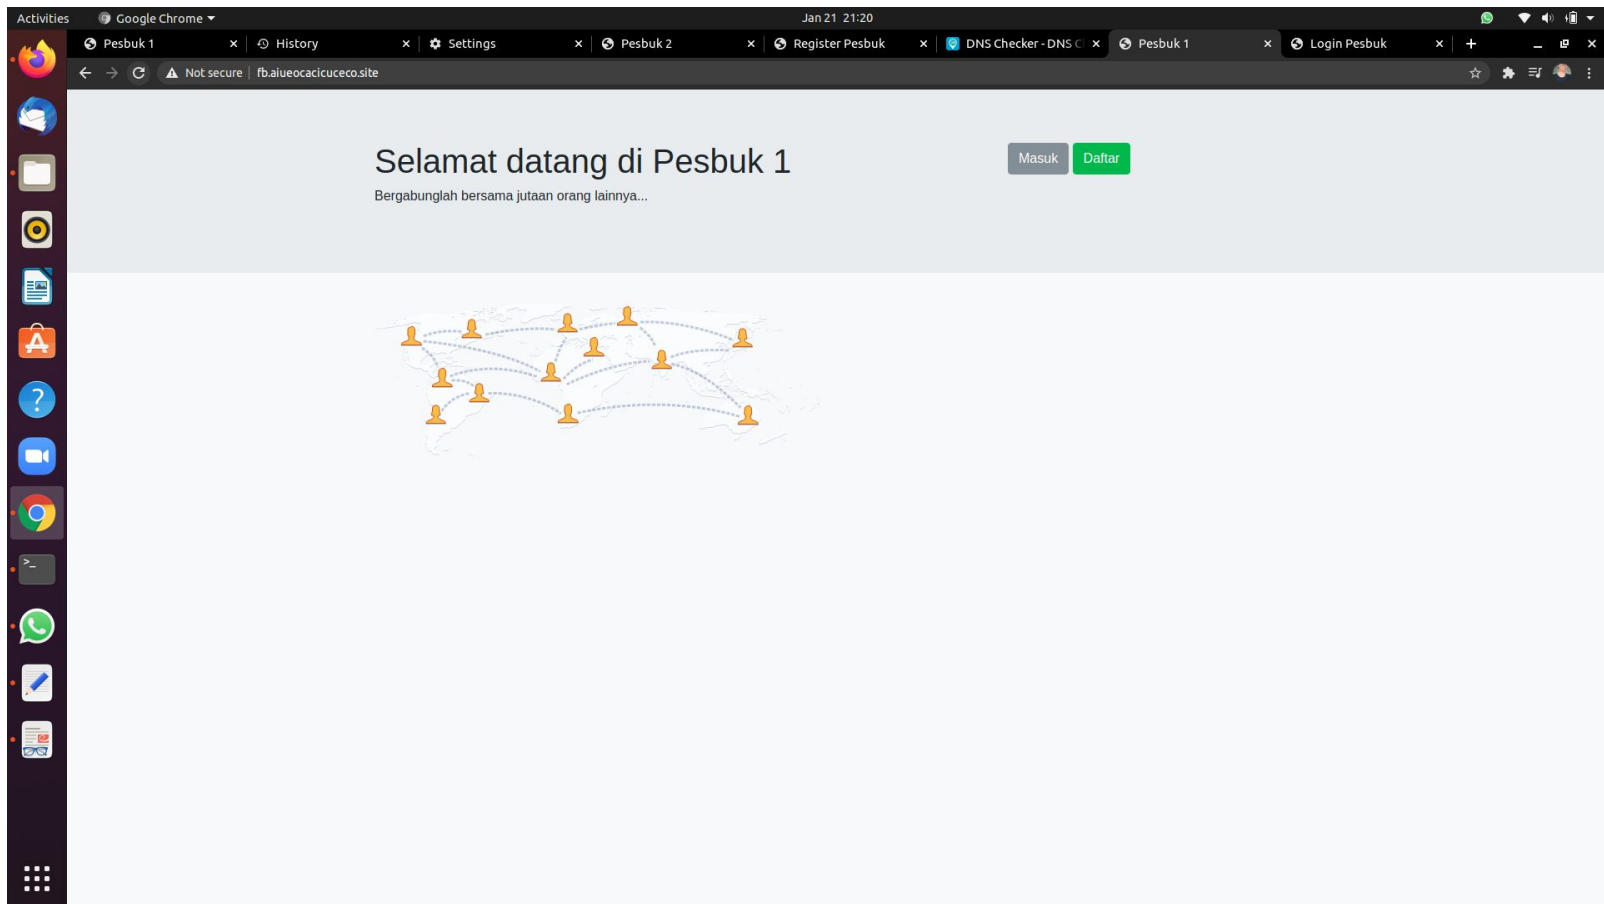 Activities Google Chrome Jan 21 21:20
Pesbuk 1 History Settings Pesbuk 2 Register Pesbuk DNS Checker - DNS C Pesbuk 1 Login Pesbuk
Not secure fb.aiueocacicuceco.site
Selamat datang di Pesbuk 1
Masuk Daftar
Bergabunglah bersama jutaan orang lainnya...